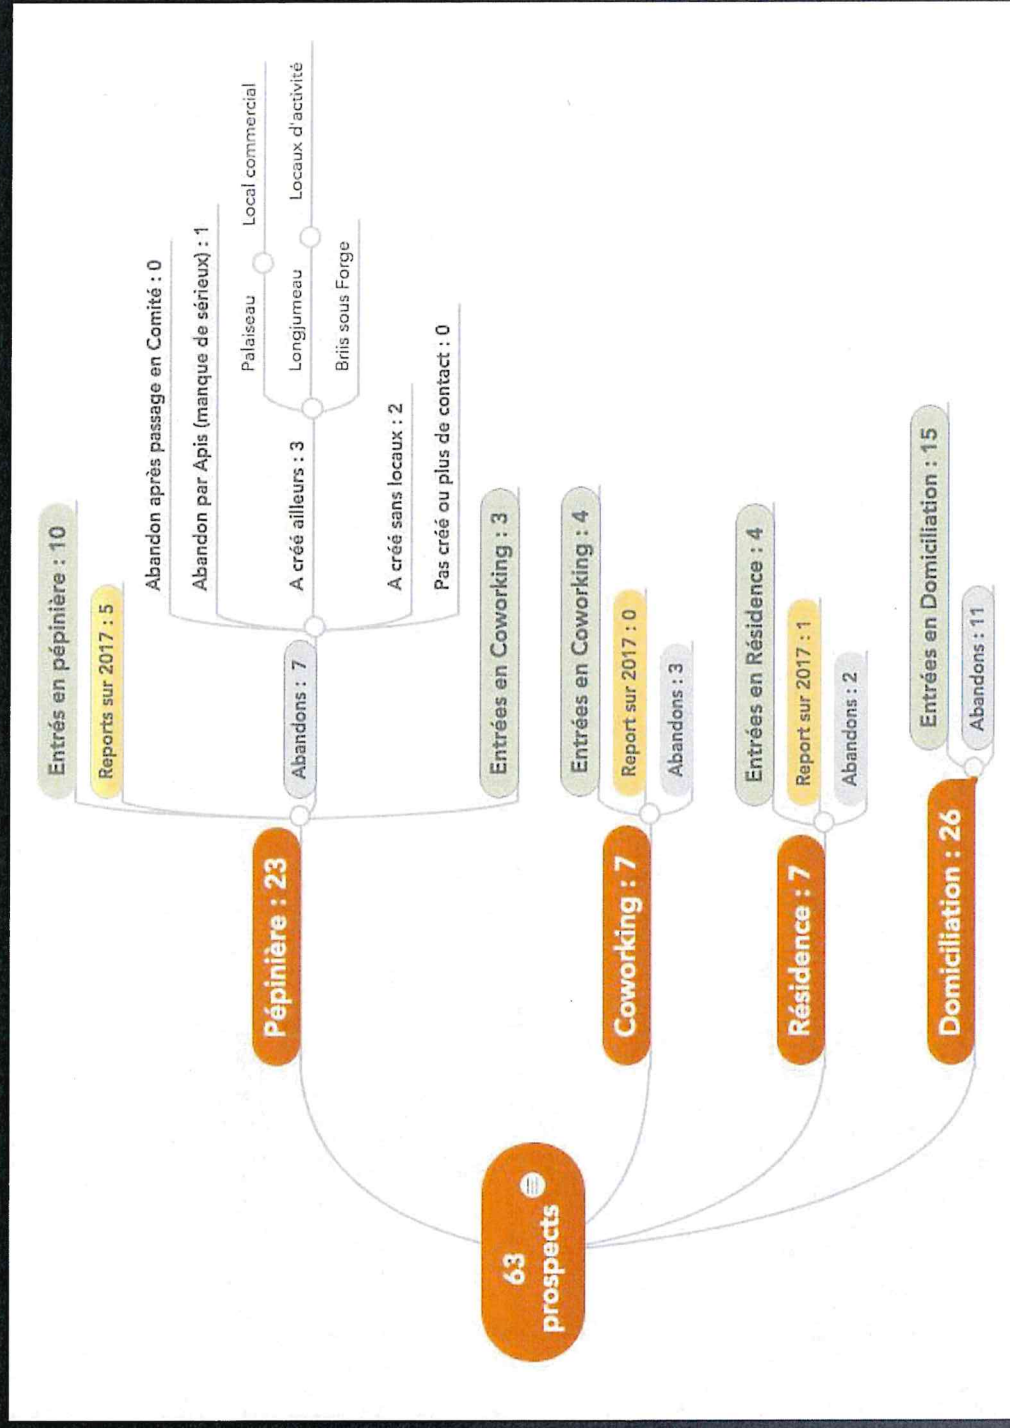 63
prospects
Pépinière : 23
Entrés en pépinière : 10
Reports sur 2017 : 5
Abandons : 7
Abandon après passage en Comité : 0
Abandon par Apis (manque de sérieux) : 1
A créé ailleurs : 3
Palaiseau
Local commercial
Longjumeau
Locaux d'activité
Briis sous Forge
A créé sans locaux : 2
Pas créé ou plus de contact : 0
Entrées en Coworking : 3
Coworking : 7
Entrées en Coworking : 4
Report sur 2017 : 0
Abandons : 3
Résidence : 7
Entrées en Résidence : 4
Report sur 2017 : 1
Abandons : 2
Domiciliation : 26
Entrées en Domiciliation : 15
Abandons : 11